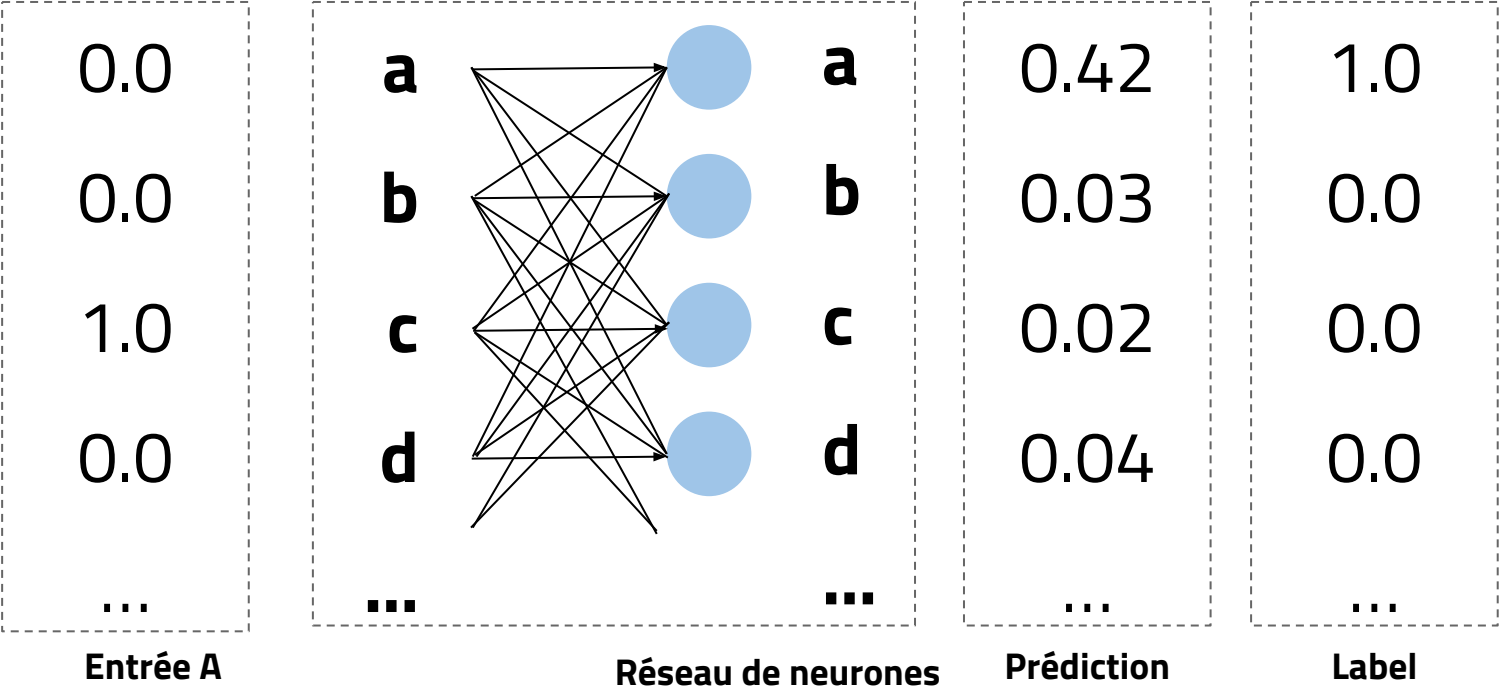 0.0 a a 0.42 1.0
0.0 b b 0.03 0.0
1.0 c c 0.02 0.0
0.0 d d 0.04 0.0
... ... ... ... ...
Entrée A Réseau de neurones Prédiction Label